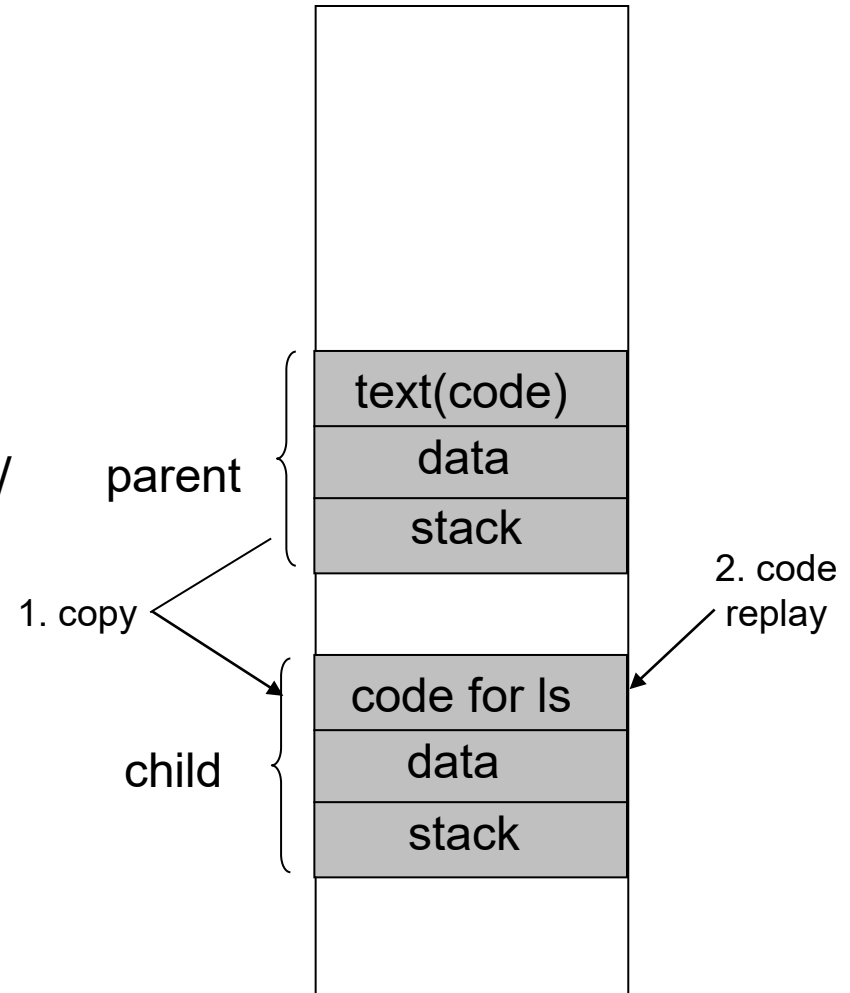 text(code)
data
parent
stack
2. code
replay
1. copy
code for ls
data
child
stack